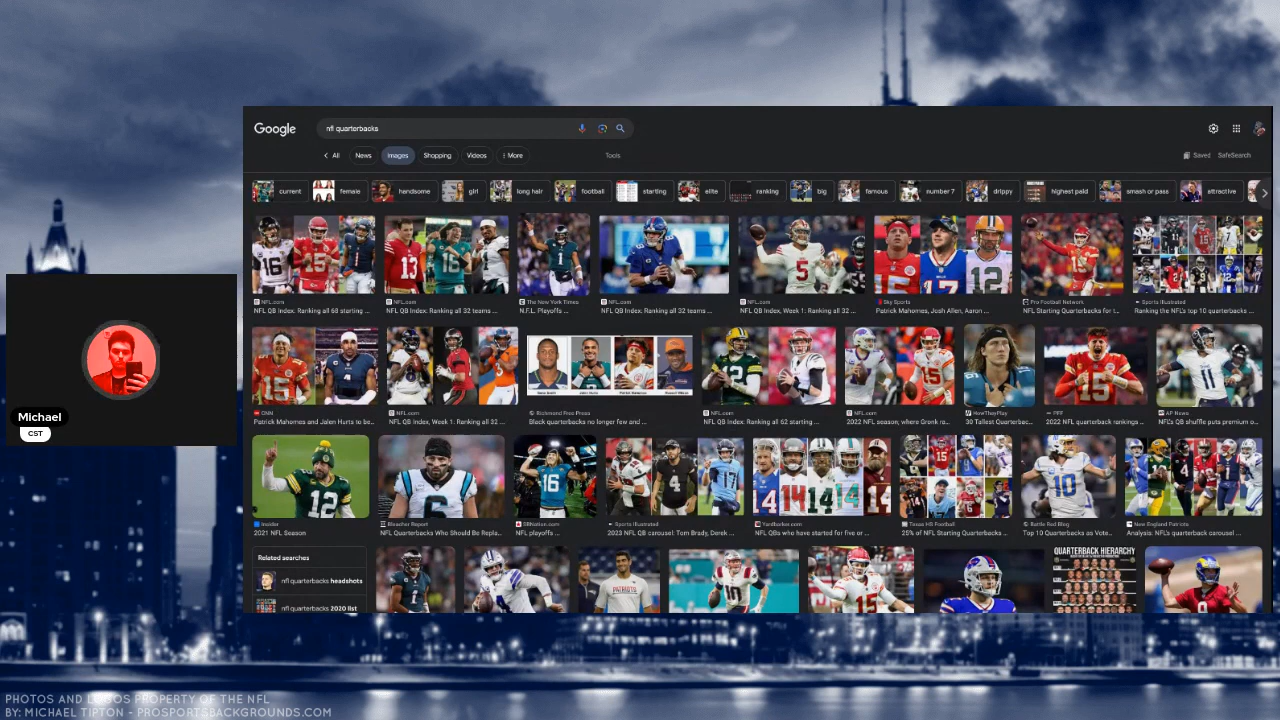 Google
nfl quarterbacks
All
News
Images
Shopping
Videos
More
Tools
Saved
SafeSearch
current
female
handsome
girl
long hair
football
starting
elite
ranking
big
famous
number 7
drippy
highest paid
smash or pass
attractive
NFL.com
NFL QB Index: Ranking all 68 starting ...
NFL.com
NFL QB Index: Ranking all 32 teams ...
The New York Times
N.F.L. Playoffs ...
NFL.com
NFL QB Index: Ranking all 32 teams ...
NFL.com
NFL QB Index, Week 1: Ranking all 32 ...
Sky Sports
Patrick Mahomes, Josh Allen, Aaron ...
Pro Football Network
NFL Starting Quarterbacks for t...
Sports Illustrated
Ranking the NFL's top 10 quarterbacks ...
CNN
Patrick Mahomes and Jalen Hurts to be...
NFL.com
NFL QB Index, Week 1: Ranking all 32 ...
Richmond Free Press
Black quarterbacks no longer few and ...
NFL.com
NFL QB Index: Ranking all 62 starting ...
NFL.com
2022 NFL season, where Gronk ra...
HowTheyPlay
30 Tallest Quarterbac...
PFF
2022 NFL quarterback rankings ...
AP News
NFL's QB shuffle puts premium o...
Insider
2021 NFL Season
Bleacher Report
NFL Quarterbacks Who Should Be Repla...
SBNation.com
NFL playoffs ...
Sports Illustrated
2023 NFL QB carousel: Tom Brady, Derek ...
Yardbarker.com
NFL QBs who have started for five or ...
Texas HS Football
25% of NFL Starting Quarterbacks ...
Battle Red Blog
Top 10 Quarterbacks as Vote...
New England Patriots
Analysis: NFL's quarterback carousel ...
Related searches
nfl quarterbacks headshots
nfl quarterbacks 2020 list
QUARTERBACK HIERARCHY
PATRIOTS
Michael
CST
PHOTOS AND LOGOS PROPERTY OF THE NFL
BY: MICHAEL TIPTON - PROSPORTSBACKGROUNDS.COM